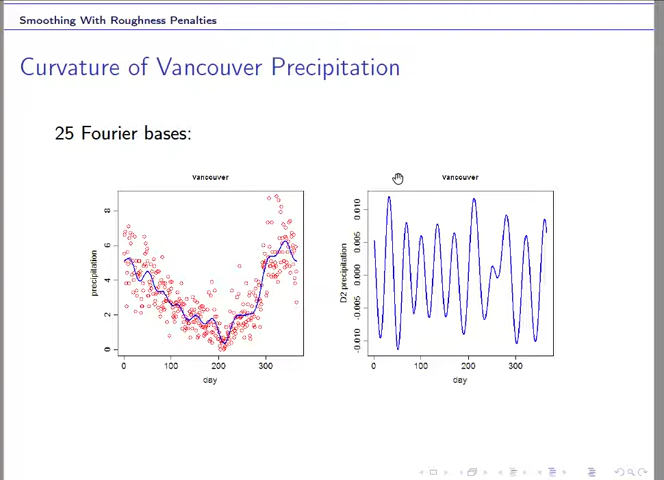 Smoothing With Roughness Penalties
Curvature of Vancouver Precipitation
25 Fourier bases:
Vancouver
precipitation
0
2
4
6
8
0
100
200
300
day
Vancouver
D2 precipitation
-0.010
-0.005
0.000
0.005
0.010
0
100
200
300
day